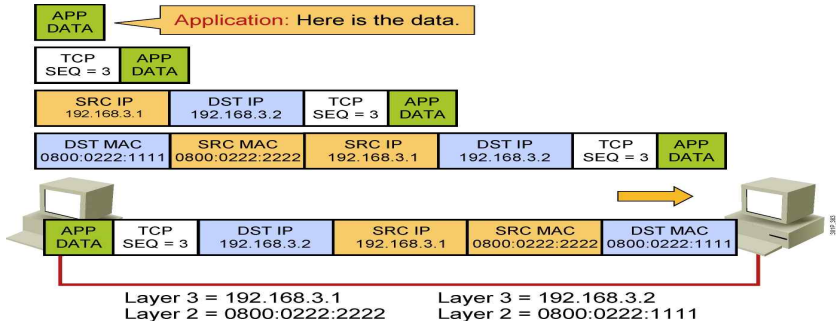 APP
DATA
Application: Here is the data.
TCP
SEQ = 3
APP
DATA
SRC IP
192.168.3.1
DST IP
192.168.3.2
TCP
SEQ = 3
APP
DATA
DST MAC
0800:0222:1111
SRC MAC
0800:0222:2222
SRC IP
192.168.3.1
DST IP
192.168.3.2
TCP
SEQ = 3
APP
DATA
APP
DATA
TCP
SEQ = 3
DST IP
192.168.3.2
SRC IP
192.168.3.1
SRC MAC
0800:0222:2222
DST MAC
0800:0222:1111
Layer 3 = 192.168.3.1
Layer 2 = 0800:0222:2222
Layer 3 = 192.168.3.2
Layer 2 = 0800:0222:1111